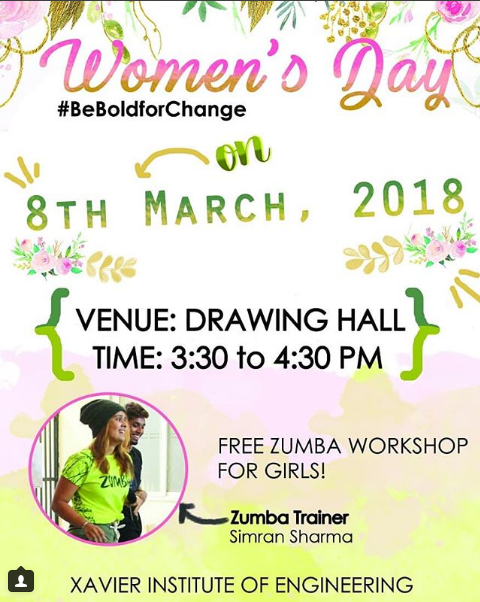 Women's Day
#BeBoldforChange
on
8TH MARCH, 2018
VENUE: DRAWING HALL
TIME: 3:30 to 4:30 PM
ZUMBA
FREE ZUMBA WORKSHOP
FOR GIRLS!
Zumba Trainer
Simran Sharma
XAVIER INSTITUTE OF ENGINEERING